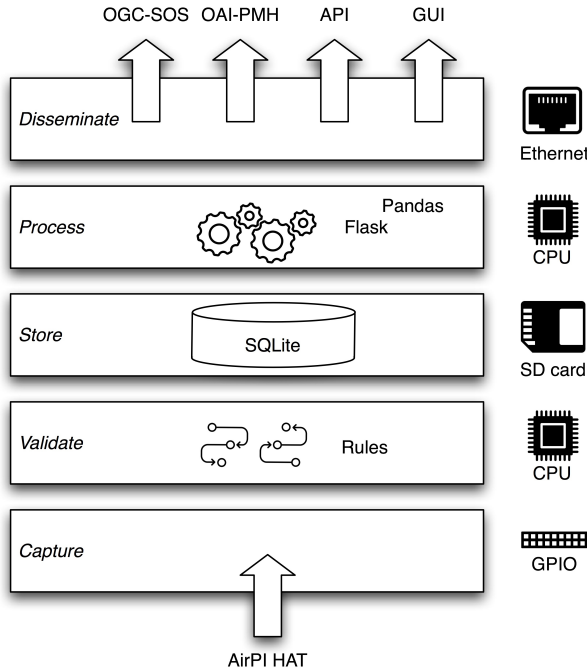 OGC-SOS OAI-PMH API GUI
Disseminate
Ethernet
Process
Pandas
Flask
CPU
Store
SQLite
SD card
Validate
Rules
CPU
Capture
GPIO
AirPI HAT